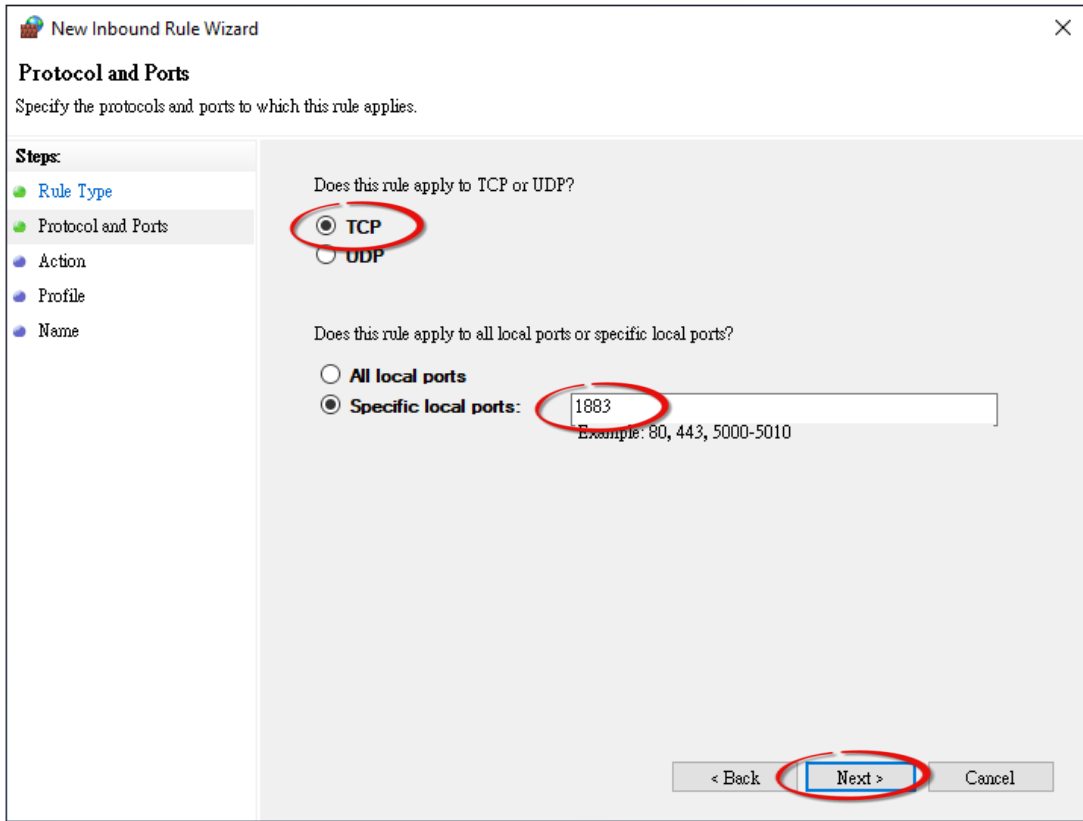 New Inbound Rule Wizard
Protocol and Ports
Specify the protocols and ports to which this rule applies.
Steps:
Rule Type
Protocol and Ports
Action
Profile
Name
Does this rule apply to TCP or UDP?
TCP
UDP
Does this rule apply to all local ports or specific local ports?
All local ports
Specific local ports: 1883
Example: 80, 443, 5000-5010
< Back Next > Cancel